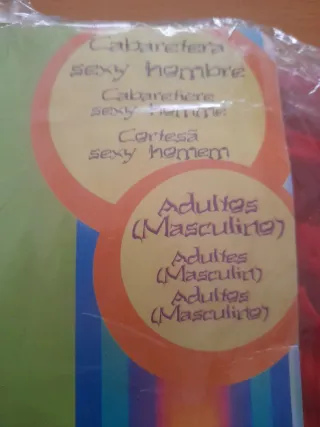 Cabaretera
sexy hombre
Cabaretiere
sexy homme
Cortesã
sexy homem
Adultos
(Masculino)
Adultes
(Masculin)
Adultos
(Masculino)